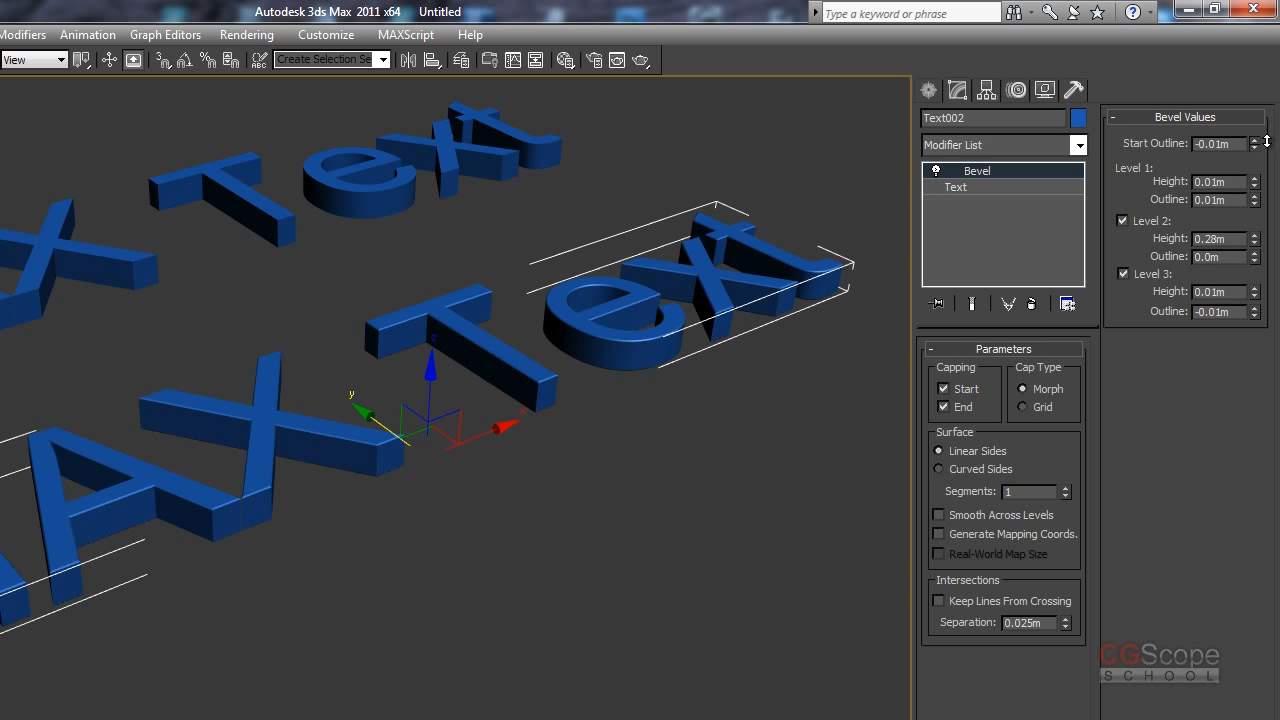 Autodesk 3ds Max 2011 x64 Untitled
Type a keyword or phrase
Modifiers Animation Graph Editors Rendering Customize MAXScript Help
View
Create Selection Se
ABC
Text002
Modifier List
Bevel
Text
- Bevel Values
Start Outline: -0.01m
Level 1:
Height: 0.01m
Outline: 0.01m
Level 2:
Height: 0.28m
Outline: 0.0m
Level 3:
Height: 0.01m
Outline: -0.01m
- Parameters
Capping
Start
End
Cap Type
Morph
Grid
Surface
Linear Sides
Curved Sides
Segments: 1
Smooth Across Levels
Generate Mapping Coords.
Real-World Map Size
Intersections
Keep Lines From Crossing
Separation: 0.025m
X Text
AX Text
z
y
x
CGScope
SCHOOL